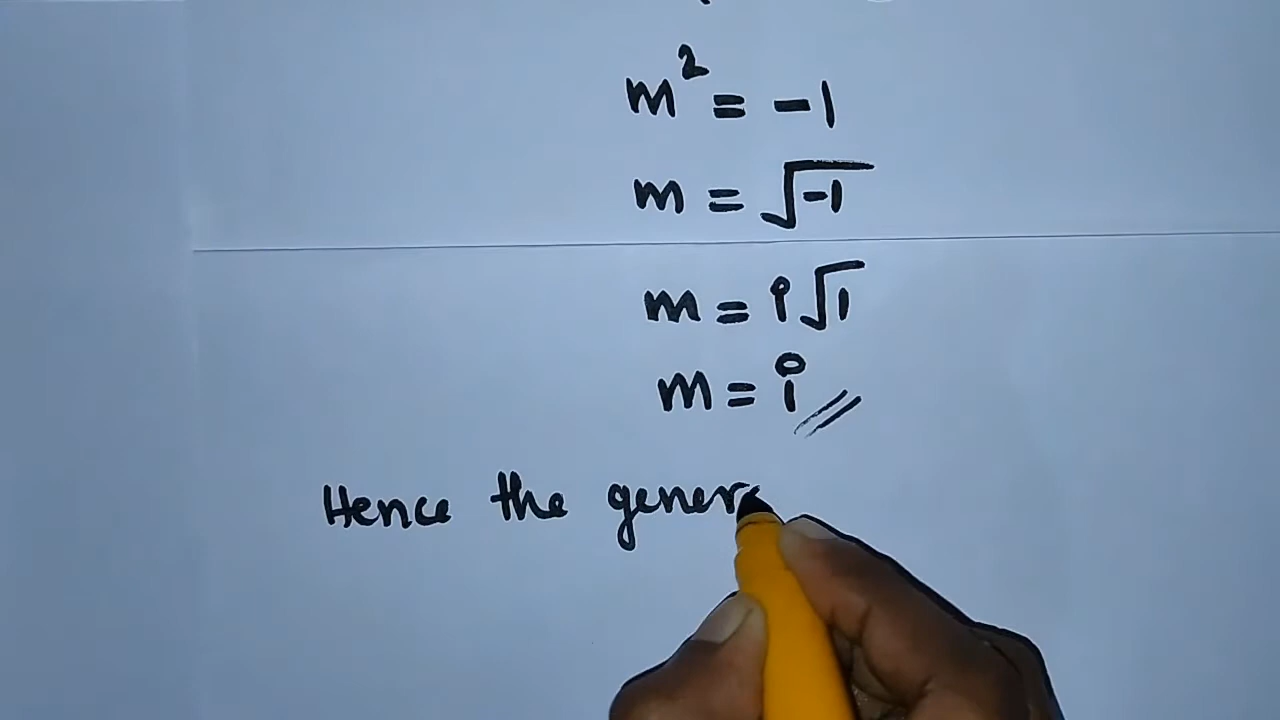 m² = -1
m = √-1
m = i√1
m = i //
Hence the gener